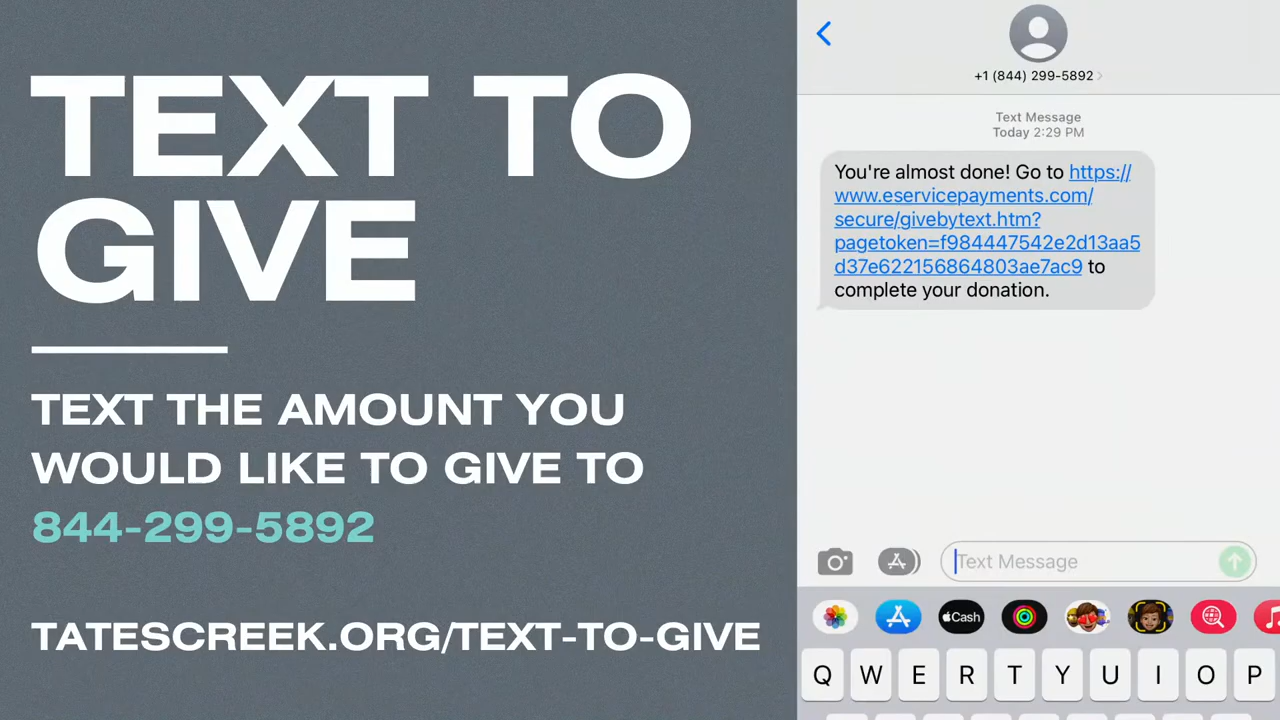 TEXT TO
GIVE
TEXT THE AMOUNT YOU
WOULD LIKE TO GIVE TO
844-299-5892
TATESCREEK.ORG/TEXT-TO-GIVE
+1 (844) 299-5892
Text Message
Today 2:29 PM
You're almost done! Go to https://
www.eservicepayments.com/
secure/givebytext.htm?
pagetoken=f984447542e2d13aa5
d37e622156864803ae7ac9 to
complete your donation.
Text Message
Cash
Q W E R T Y U I O P